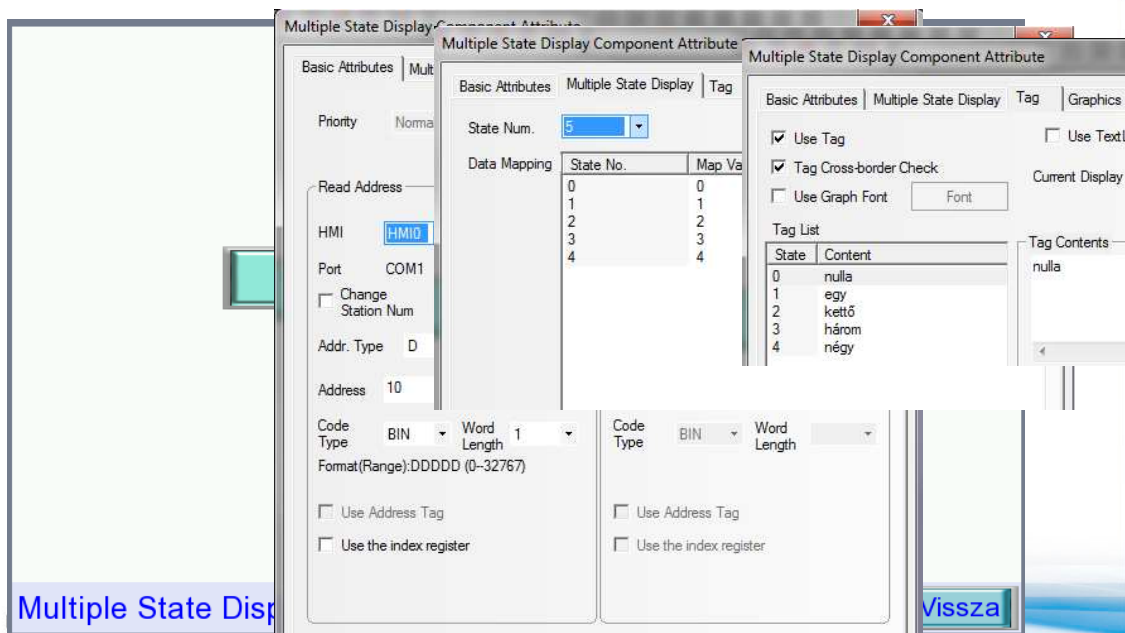 Multiple State Display Component Attribute
Basic Attributes
Priority
Read Address
HMI HMI0
Port COM1
Change
Station Num
Addr. Type D
Address 10
Code
Type BIN
Word
Length 1
Format(Range):DDDDD (0--32767)
Use Address Tag
Use the index register
Code
Type BIN
Word
Length
Use Address Tag
Use the index register
Multiple State Display Component Attribute
Basic Attributes Multiple State Display Tag
State Num. 5
Data Mapping State No. Map Va
0 0
1 1
2 2
3 3
4 4
Multiple State Display Component Attribute
Basic Attributes Multiple State Display Tag Graphics
Use Tag
Use Text
Tag Cross-border Check
Current Display
Use Graph Font Font
Tag List
State Content
0 nulla
1 egy
2 kettő
3 három
4 négy
Tag Contents
nulla
Multiple State Disp
Vissza